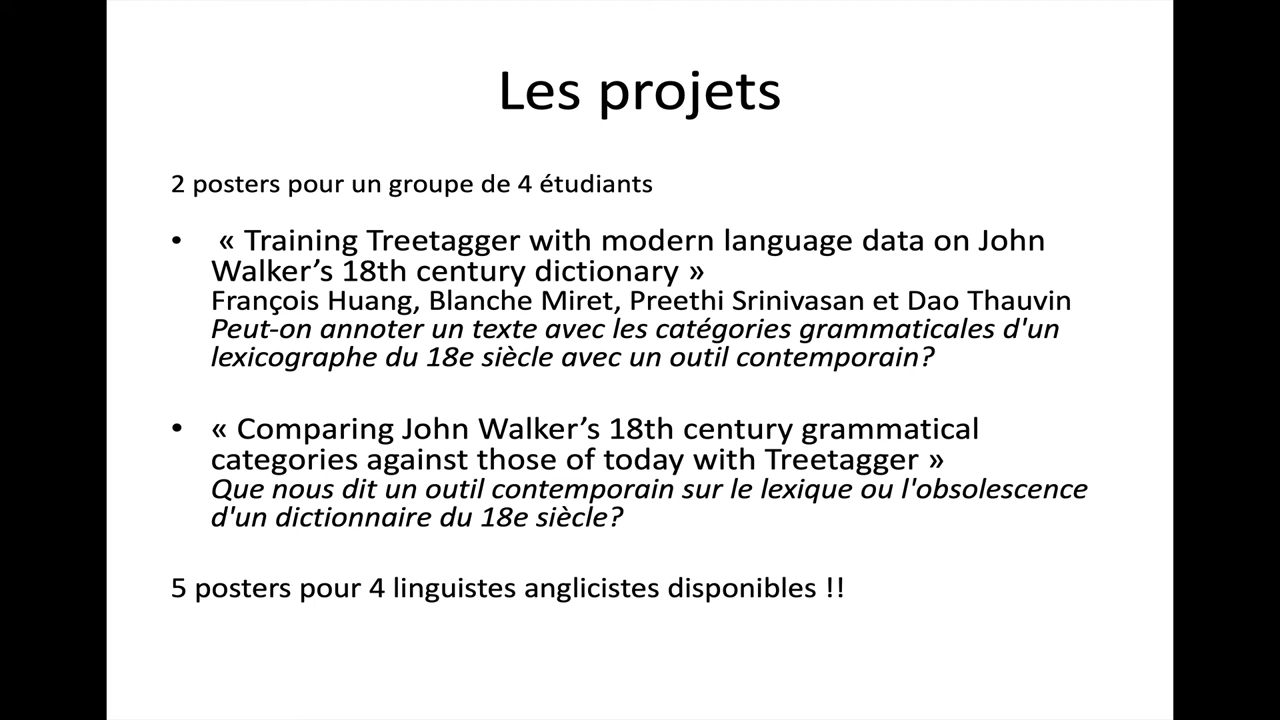 Les projets
2 posters pour un groupe de 4 étudiants
• « Training Treetagger with modern language data on John
Walker’s 18th century dictionary »
François Huang, Blanche Miret, Preethi Srinivasan et Dao Thauvin
Peut-on annoter un texte avec les catégories grammaticales d'un
lexicographe du 18e siècle avec un outil contemporain?
• « Comparing John Walker’s 18th century grammatical
categories against those of today with Treetagger »
Que nous dit un outil contemporain sur le lexique ou l'obsolescence
d'un dictionnaire du 18e siècle?
5 posters pour 4 linguistes anglicistes disponibles !!